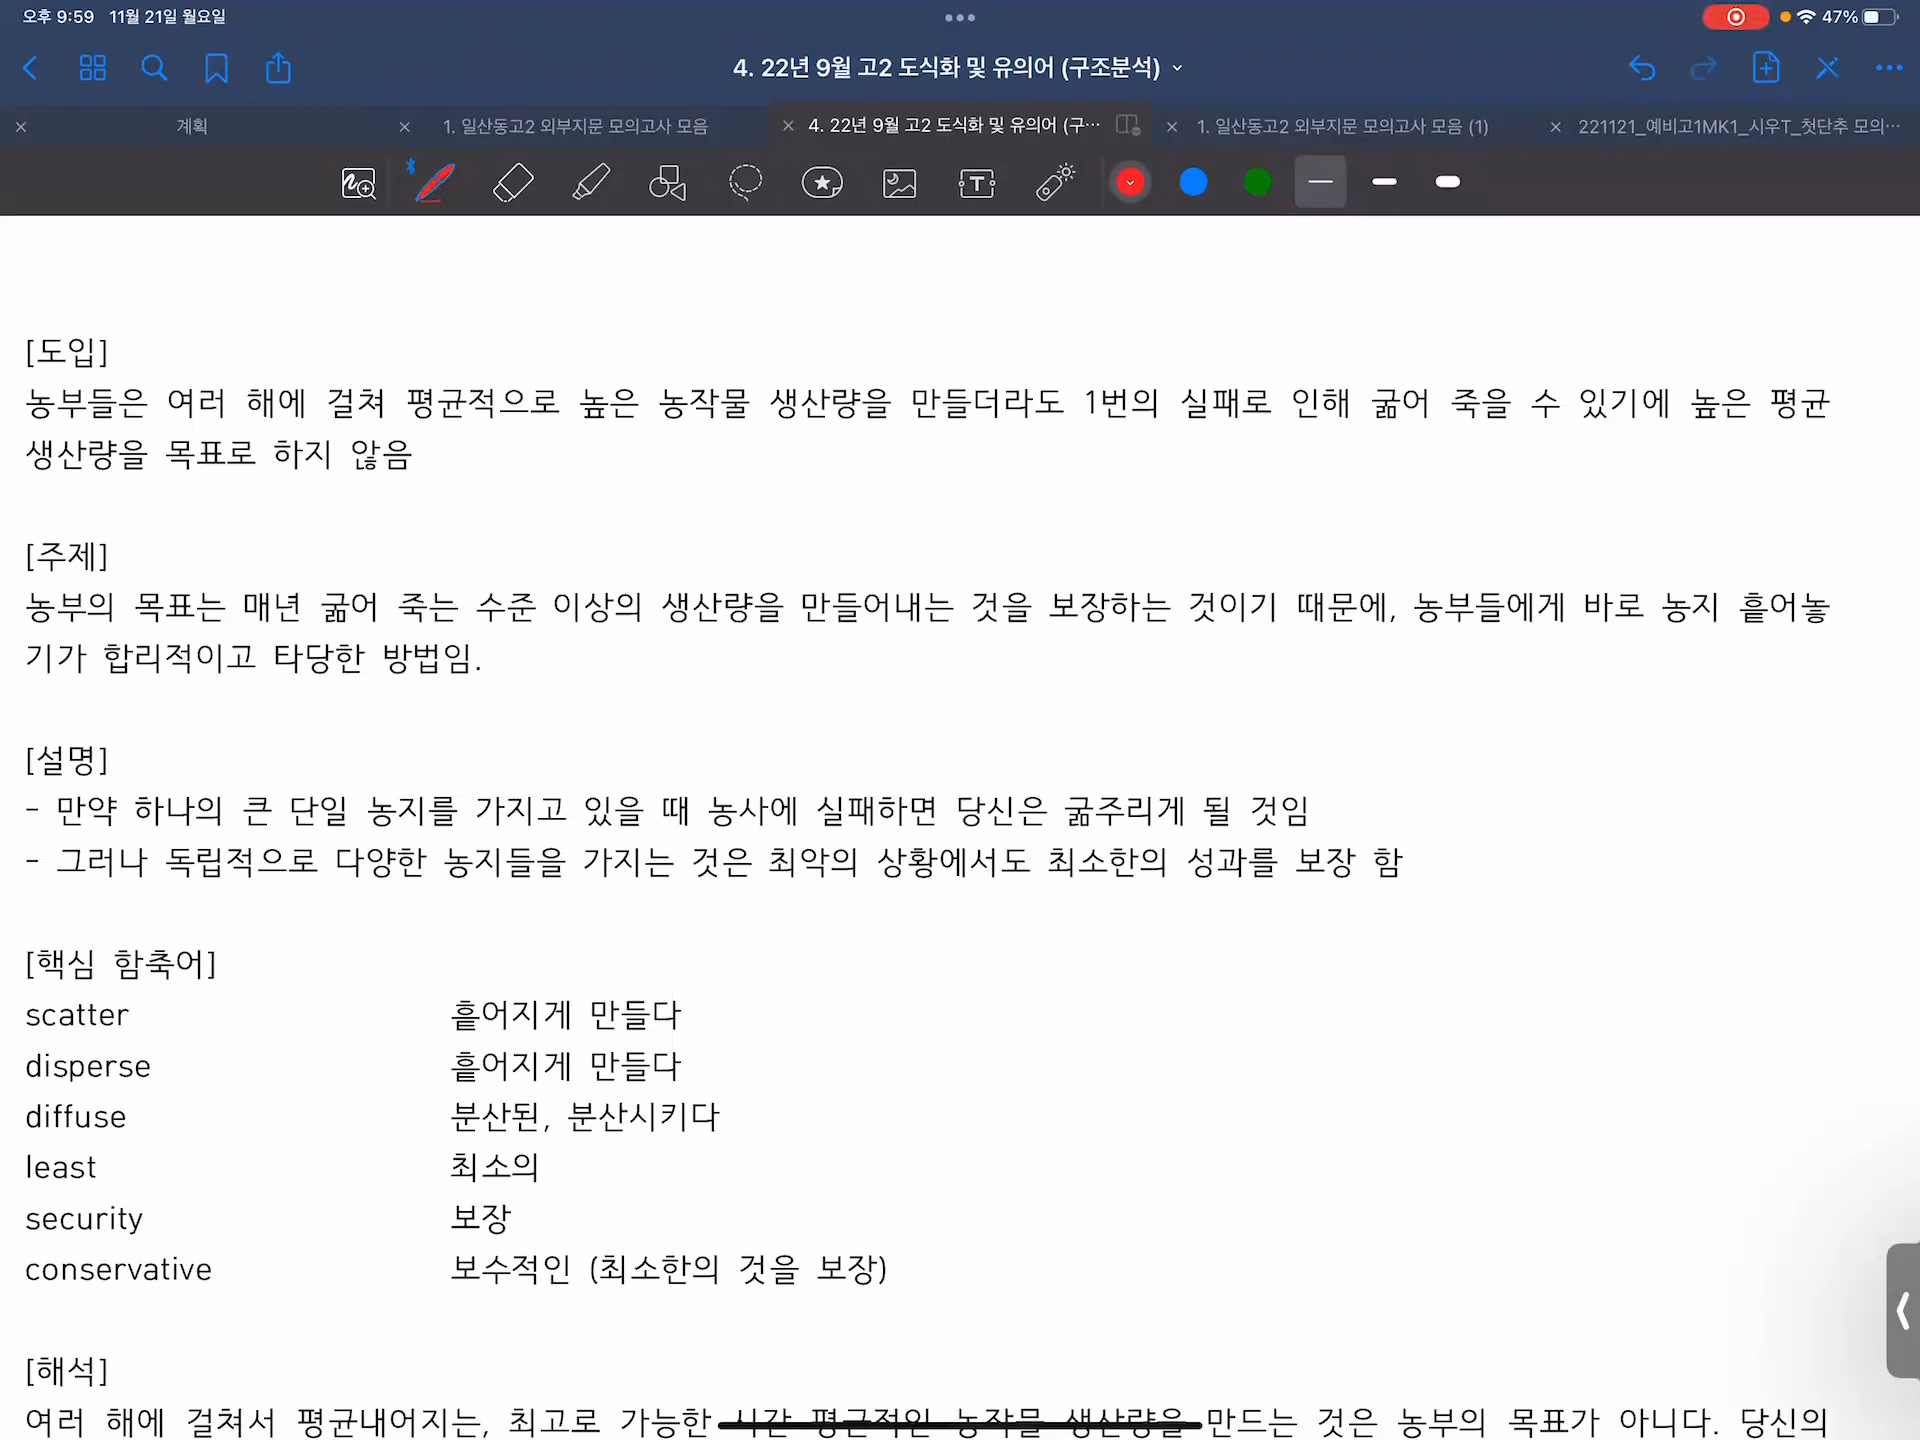 오후 9:59 11월 21일 월요일
47%
4. 22년 9월 고2 도식화 및 유의어 (구조분석)
계획
1. 일산동고2 외부지문 모의고사 모음
4. 22년 9월 고2 도식화 및 유의어 (구…
1. 일산동고2 외부지문 모의고사 모음 (1)
221121_예비고1MK1_시우T_첫단추 모의…
[도입]
농부들은 여러 해에 걸쳐 평균적으로 높은 농작물 생산량을 만들더라도 1번의 실패로 인해 굶어 죽을 수 있기에 높은 평균
생산량을 목표로 하지 않음
[주제]
농부의 목표는 매년 굶어 죽는 수준 이상의 생산량을 만들어내는 것을 보장하는 것이기 때문에, 농부들에게 바로 농지 흩어놓
기가 합리적이고 타당한 방법임.
[설명]
- 만약 하나의 큰 단일 농지를 가지고 있을 때 농사에 실패하면 당신은 굶주리게 될 것임
- 그러나 독립적으로 다양한 농지들을 가지는 것은 최악의 상황에서도 최소한의 성과를 보장 함
[핵심 함축어]
scatter 흩어지게 만들다
disperse 흩어지게 만들다
diffuse 분산된, 분산시키다
least 최소의
security 보장
conservative 보수적인 (최소한의 것을 보장)
[해석]
여러 해에 걸쳐서 평균내어지는, 최고로 가능한 시간 평균적인 농작물 생산량을 만드는 것은 농부의 목표가 아니다. 당신의